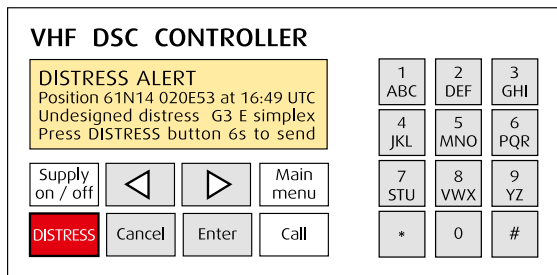 VHF DSC CONTROLLER
DISTRESS ALERT
Position 61N14 020E53 at 16:49 UTC
Undesigned distress G3 E simplex
Press DISTRESS button 6s to send
Supply on / off
Main menu
DISTRESS
Cancel
Enter
Call
1 ABC
2 DEF
3 GHI
4 JKL
5 MNO
6 PQR
7 STU
8 VWX
9 YZ
*
0
#